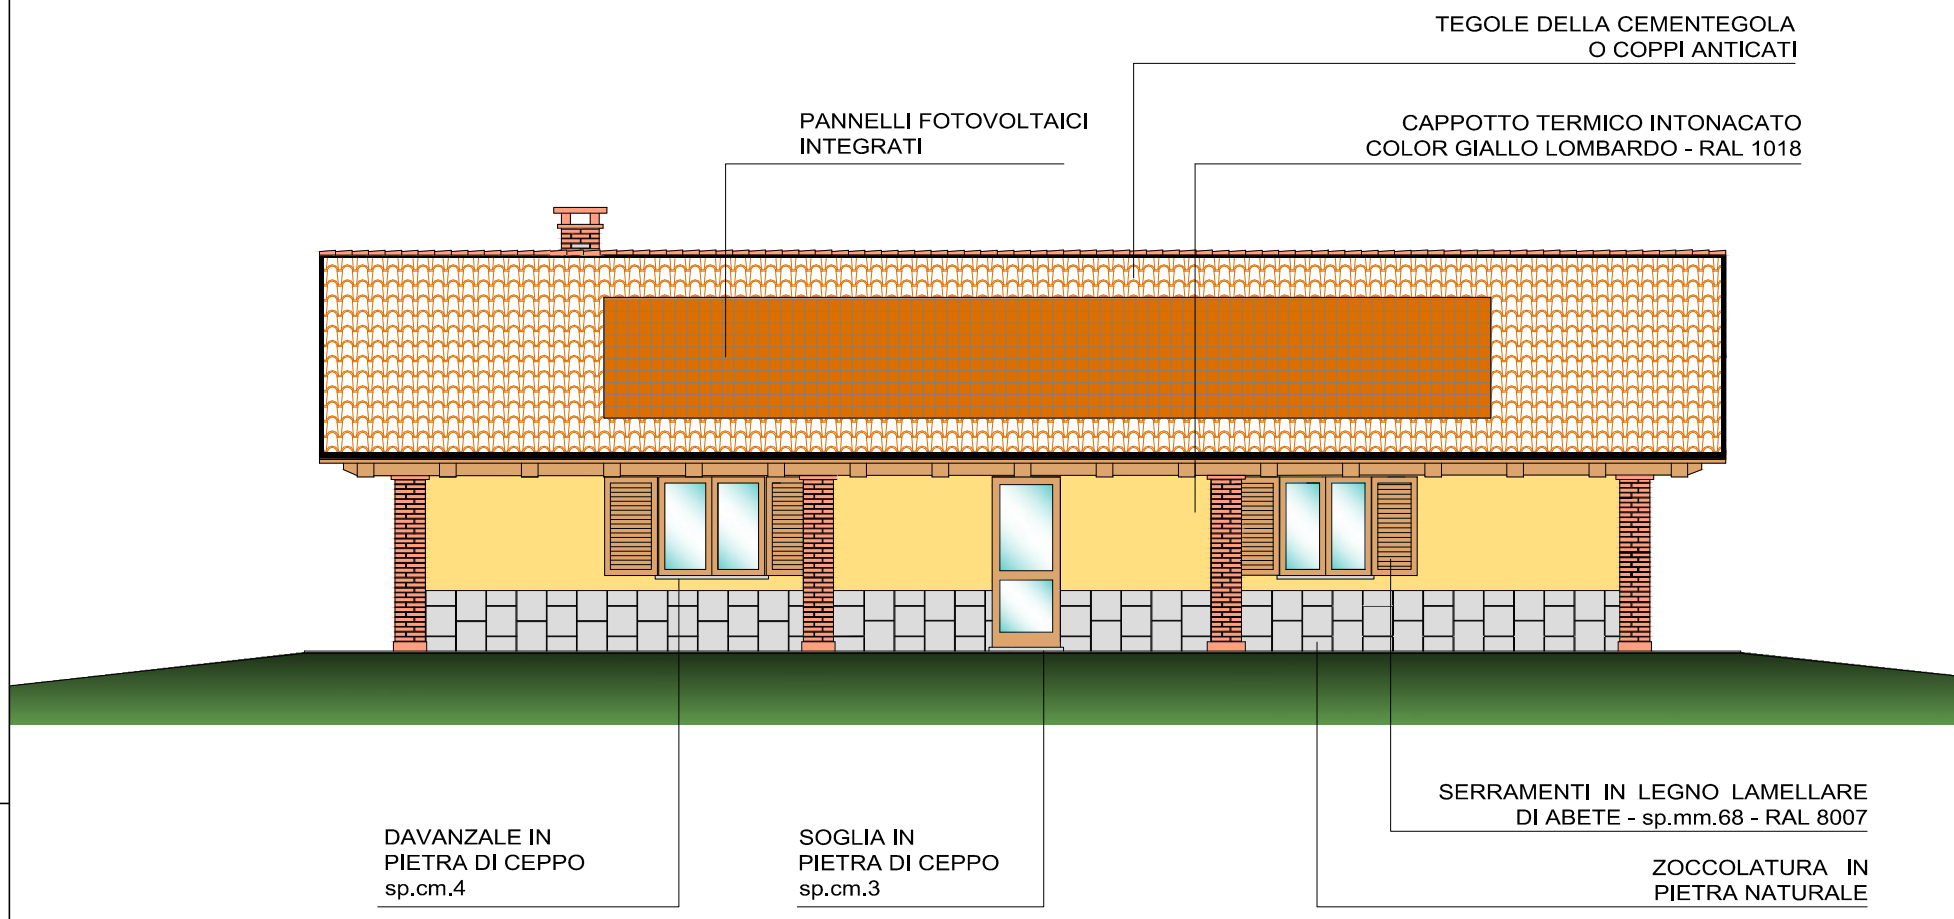 TEGOLE DELLA CEMENTEGOLA
O COPPI ANTICATI
PANNELLI FOTOVOLTAICI
INTEGRATI
CAPPOTTO TERMICO INTONACATO
COLOR GIALLO LOMBARDO - RAL 1018
SERRAMENTI IN LEGNO LAMELLARE
DI ABETE - sp.mm.68 - RAL 8007
DAVANZALE IN
PIETRA DI CEPPO
sp.cm.4
SOGLIA IN
PIETRA DI CEPPO
sp.cm.3
ZOCCOLATURA IN
PIETRA NATURALE